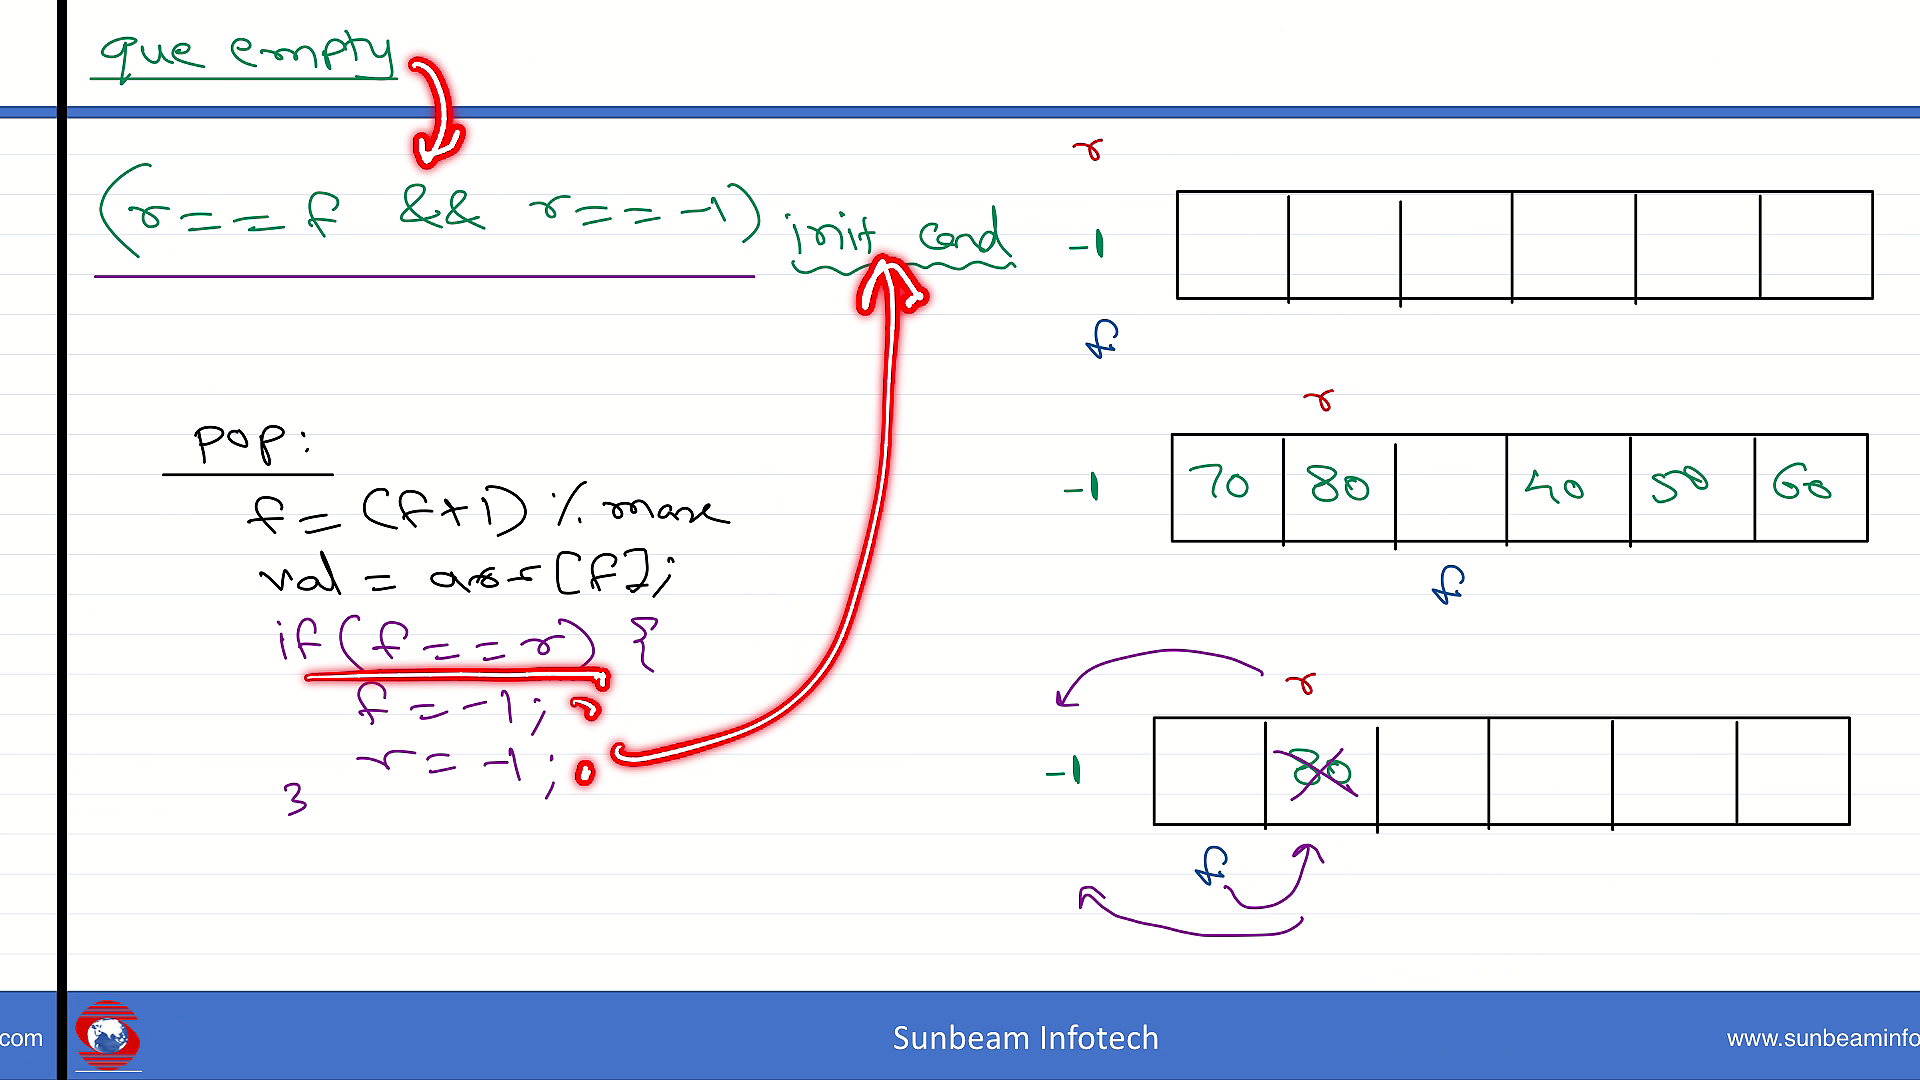 que empty
(r == f && r == -1) init cond
r
-1
f
pop:
f = (f+1) % max
val = arr[f];
if (f == r) {
f = -1;
r = -1;
}
r
-1 70 80 40 50 60
f
r
-1 80
f
.com
Sunbeam Infotech
www.sunbeaminfo